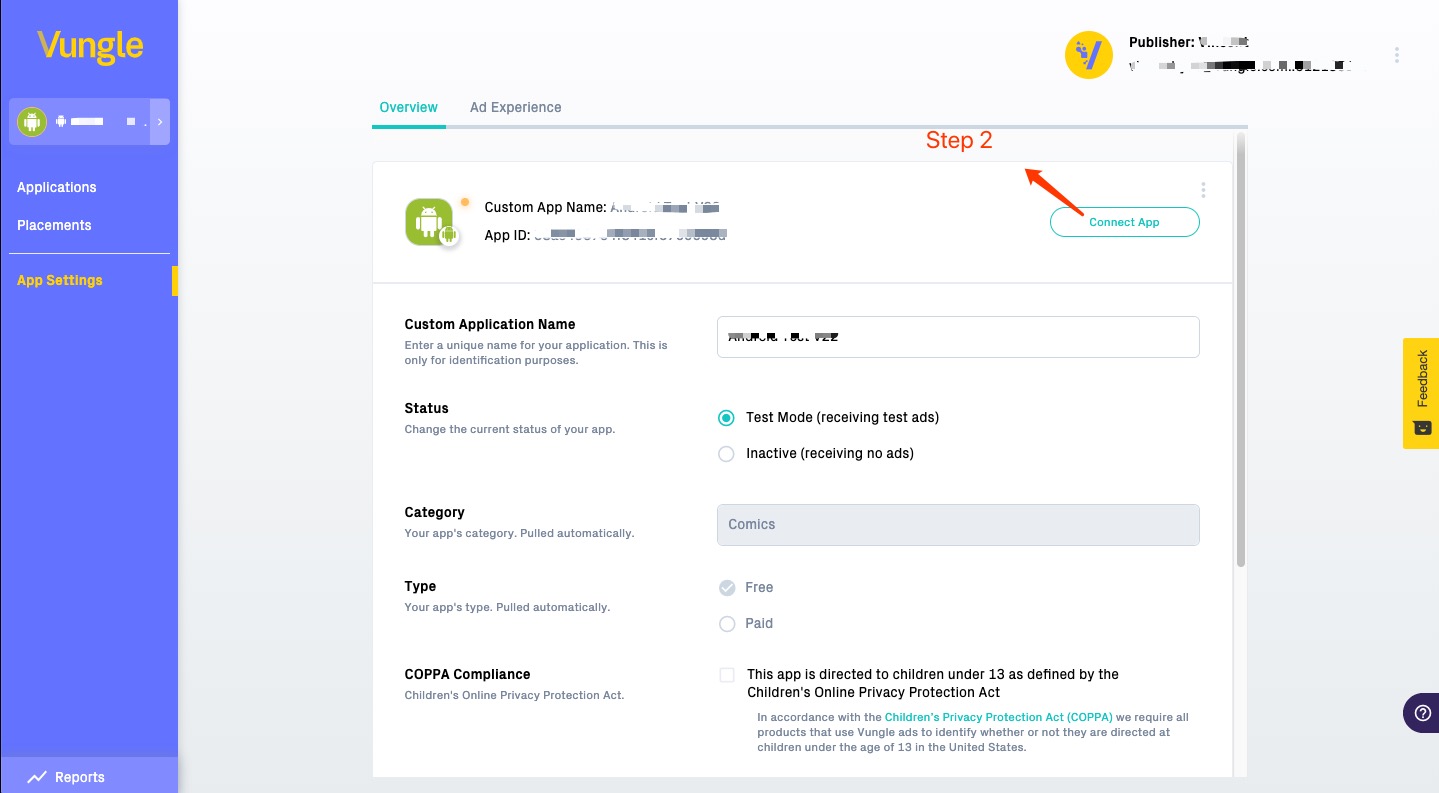 Vungle
Publisher:
Overview
Ad Experience
Step 2
Applications
Placements
App Settings
Custom App Name:
App ID:
Connect App
Custom Application Name
Enter a unique name for your application. This is
only for identification purposes.
Status
Change the current status of your app.
Test Mode (receiving test ads)
Inactive (receiving no ads)
Category
Your app's category. Pulled automatically.
Comics
Type
Your app's type. Pulled automatically.
Free
Paid
COPPA Compliance
Children's Online Privacy Protection Act.
This app is directed to children under 13 as defined by the
Children's Online Privacy Protection Act
In accordance with the Children's Privacy Protection Act (COPPA) we require all
products that use Vungle ads to identify whether or not they are directed at
children under the age of 13 in the United States.
Feedback
Reports